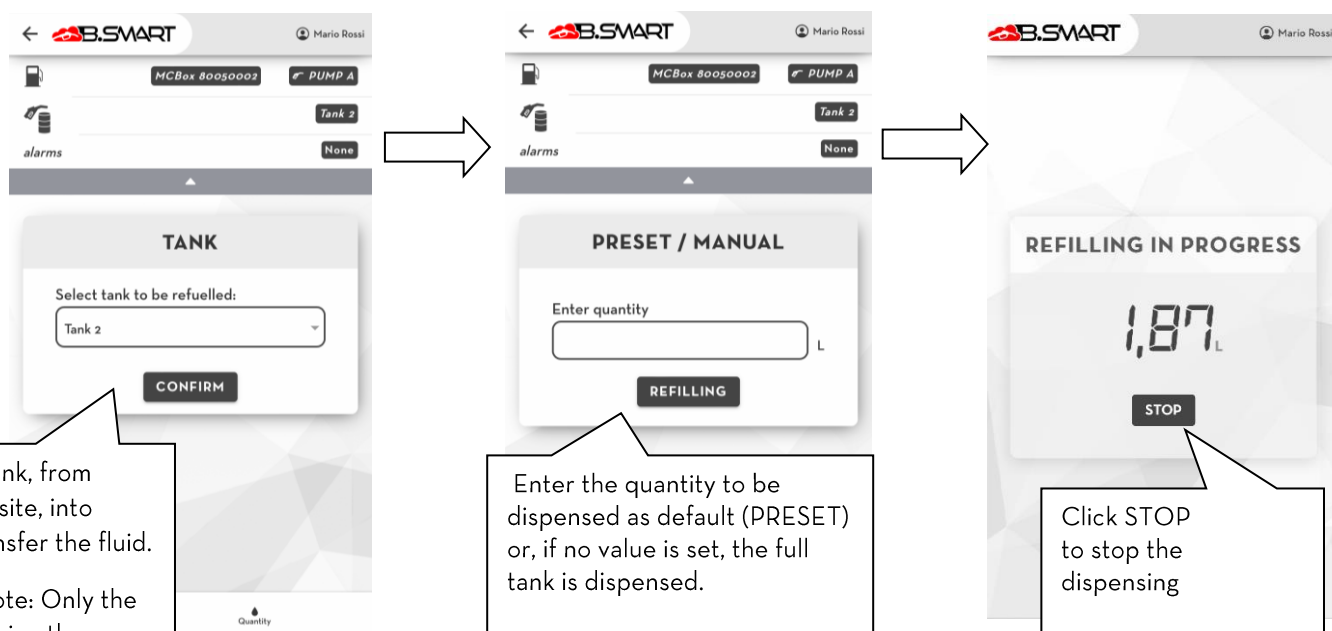 B.SMART
Mario Rossi
MCBox 80050002
PUMP A
Tank 2
alarms
None
TANK
Select tank to be refuelled:
Tank 2
CONFIRM
nk, from
site, into
nsfer the fluid.
ote: Only the
Quantity
B.SMART
Mario Rossi
MCBox 80050002
PUMP A
Tank 2
alarms
None
PRESET / MANUAL
Enter quantity
L
REFILLING
Enter the quantity to be
dispensed as default (PRESET)
or, if no value is set, the full
tank is dispensed.
B.SMART
Mario Rossi
REFILLING IN PROGRESS
1,87 L
STOP
Click STOP
to stop the
dispensing